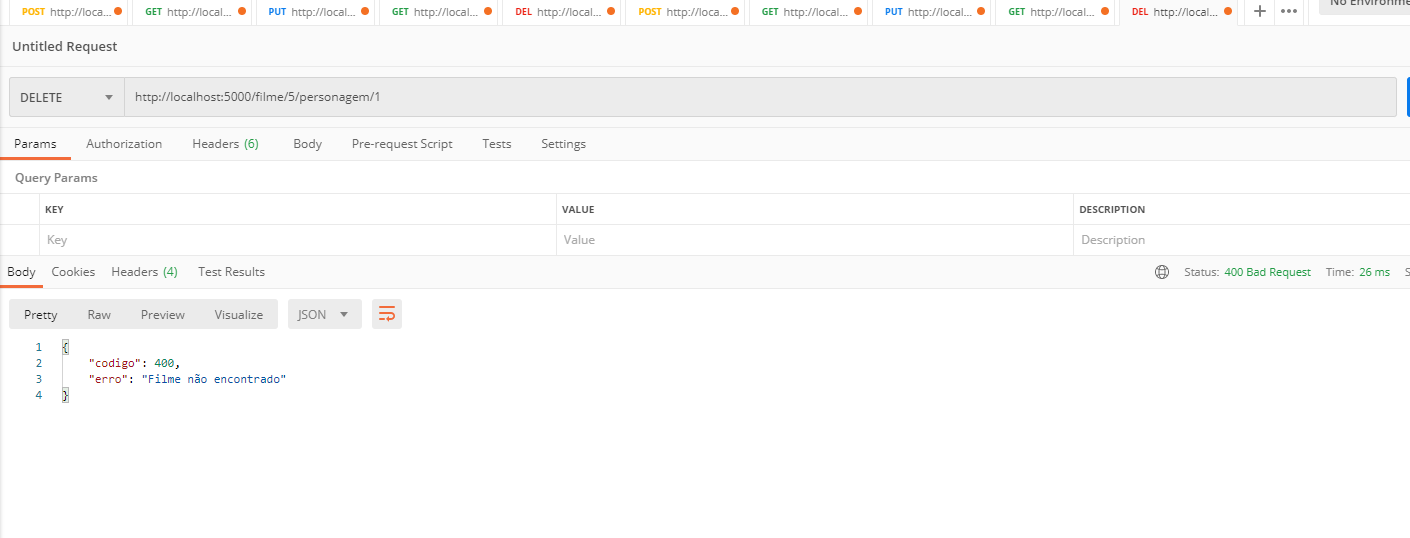 POST http://loca... GET http://local... PUT http://local... GET http://local... DEL http://local... POST http://loca... GET http://local... PUT http://local... GET http://local... DEL http://local... + ••• No Environme
Untitled Request
DELETE http://localhost:5000/filme/5/personagem/1
Params Authorization Headers (6) Body Pre-request Script Tests Settings
Query Params
KEY VALUE DESCRIPTION
Key Value Description
Body Cookies Headers (4) Test Results Status: 400 Bad Request Time: 26 ms S
Pretty Raw Preview Visualize JSON
1 {
2 "codigo": 400,
3 "erro": "Filme não encontrado"
4 }